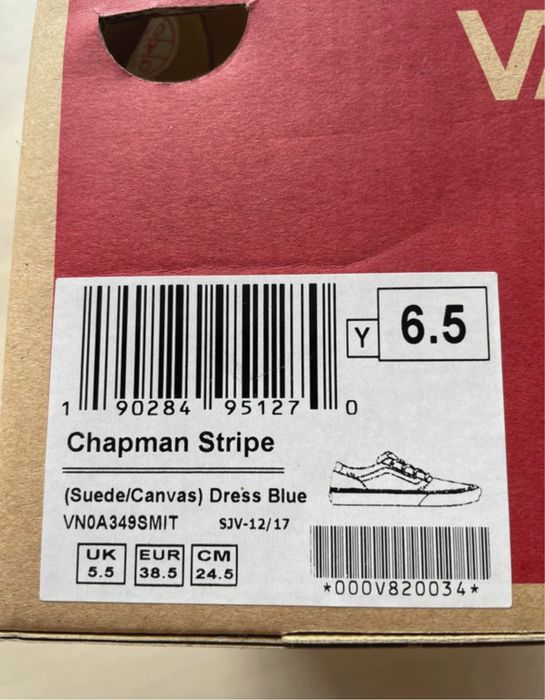 VA
Y
6.5
1 90284 95127 0
Chapman Stripe
(Suede/Canvas) Dress Blue
VN0A349SMIT SJV-12/17
UK EUR CM
5.5 38.5 24.5
*000V820034*